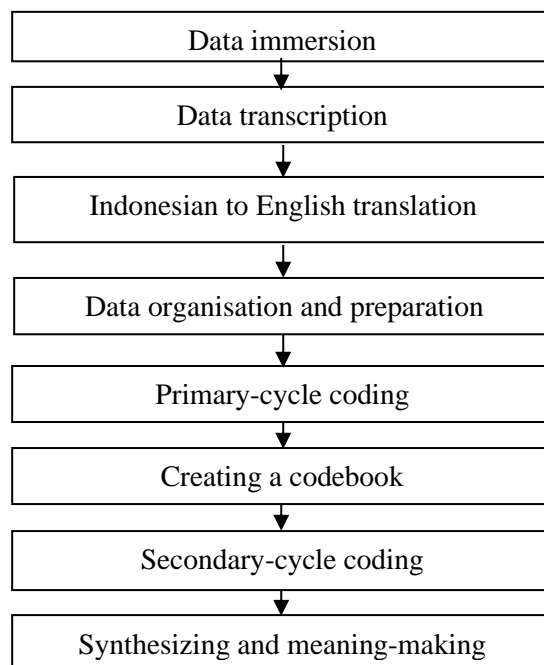 Data immersion
Data transcription
Indonesian to English translation
Data organisation and preparation
Primary-cycle coding
Creating a codebook
Secondary-cycle coding
Synthesizing and meaning-making